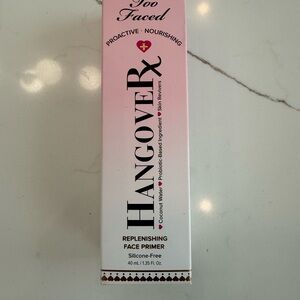 Too
Faced
PROACTIVE · NOURISHING
HANGOVERx
♥ Coconut Water ♥ Probiotic-Based Ingredient ♥ Skin Revivers
REPLENISHING
FACE PRIMER
Silicone-Free
40 mL / 1.35 Fl. Oz.